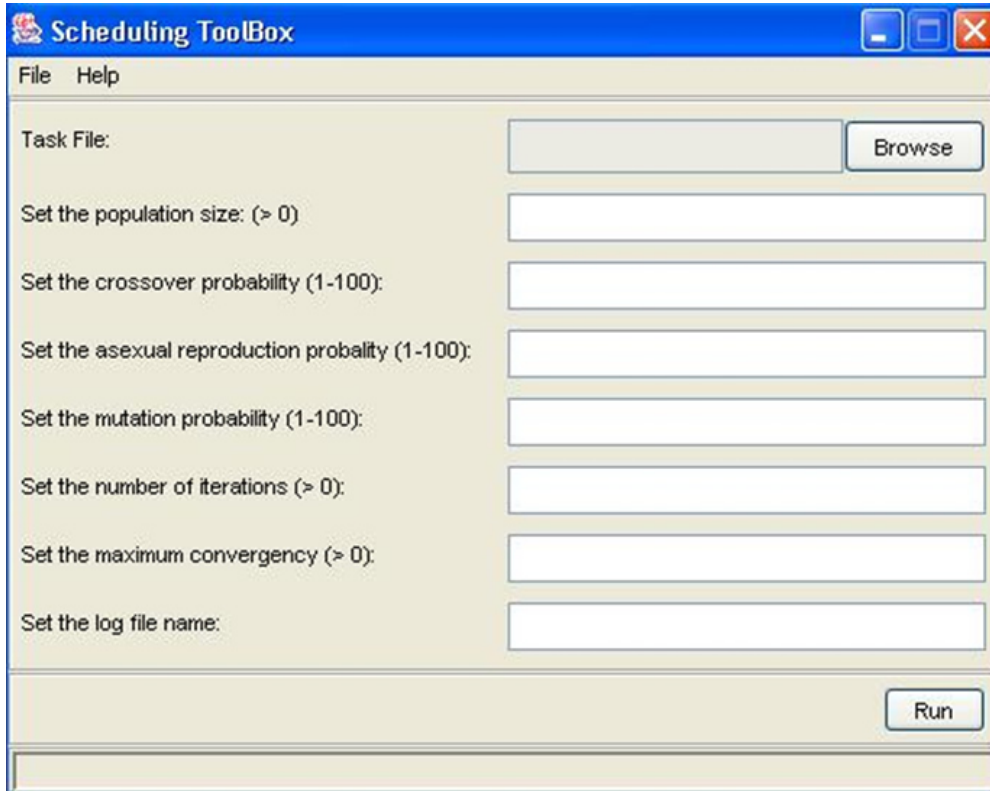 Scheduling ToolBox
File Help
Task File:
Browse
Set the population size: (> 0)
Set the crossover probability (1-100):
Set the asexual reproduction probality (1-100):
Set the mutation probability (1-100):
Set the number of iterations (> 0):
Set the maximum convergency (> 0):
Set the log file name:
Run